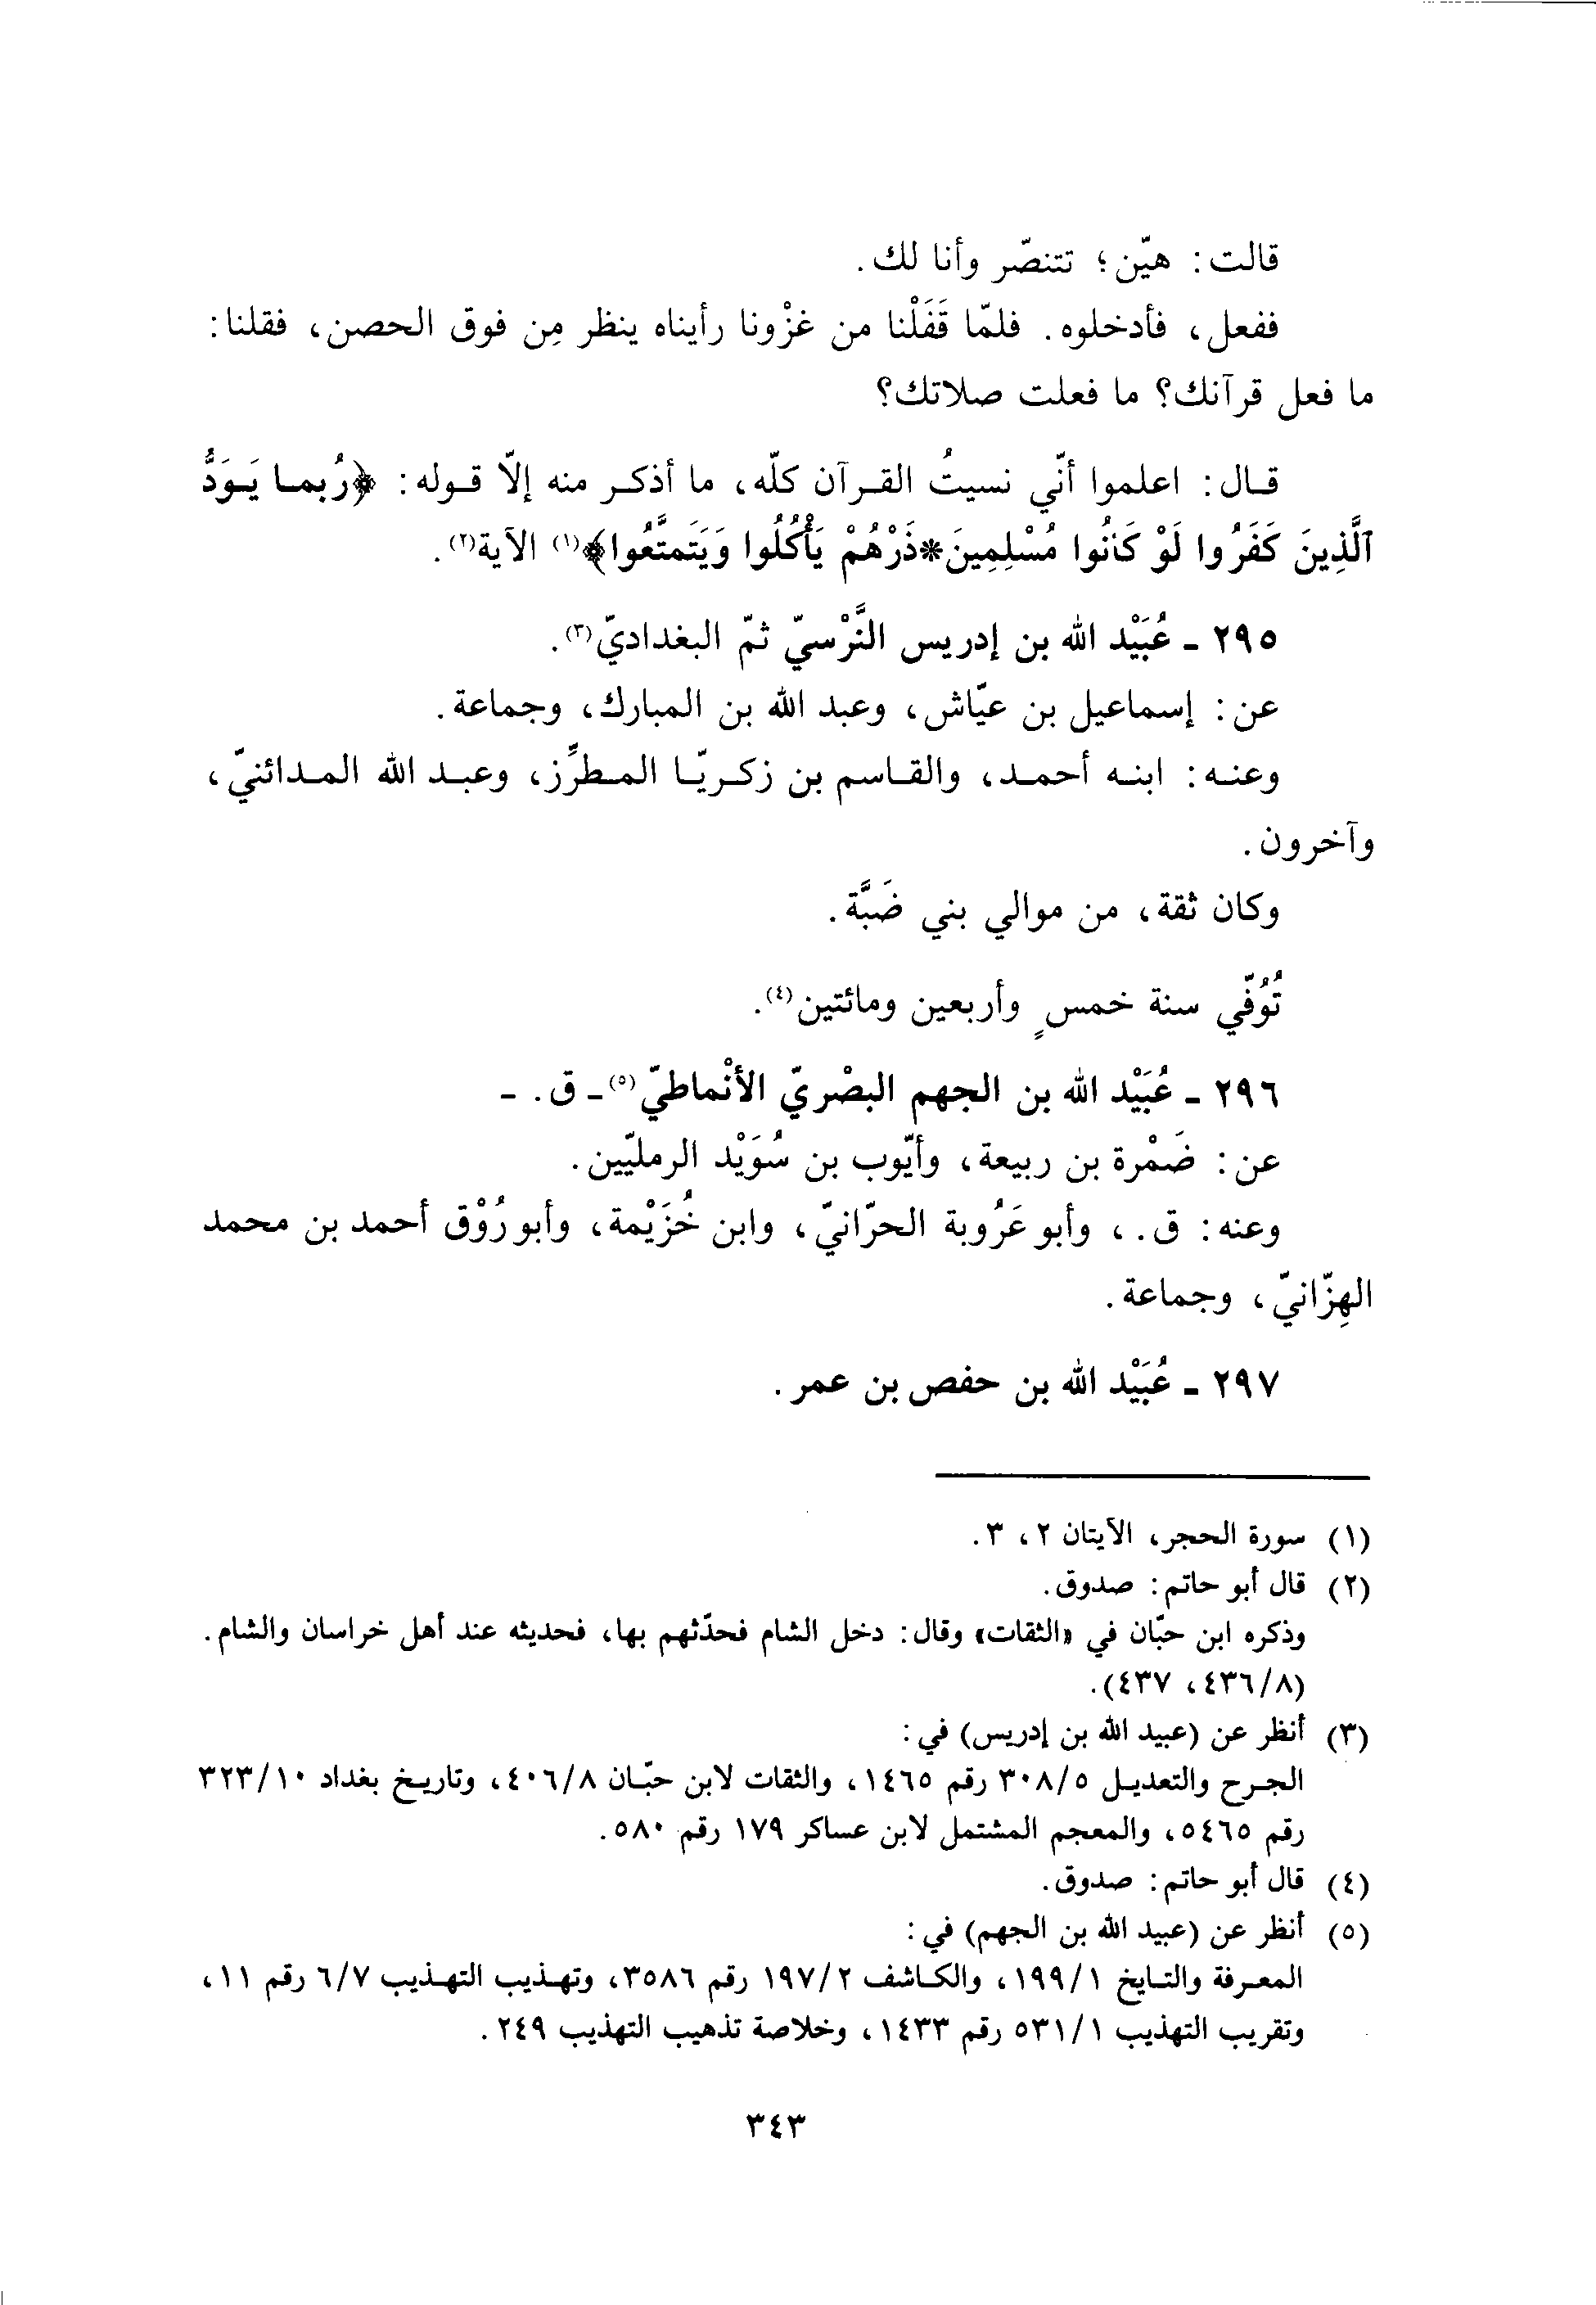 قالت: هيّن؛ تتنصّر وأنا لك.
ففعل، فأدخلوه. فلمّا قَفَلْنا من غزْونا رأيناه ينظر مِن فوق الحصن، فقلنا:
ما فعل قرآنك؟ ما فعلت صلاتك؟
قال: اعلموا أنّي نسيتُ القرآن كلّه، ما أذكر منه إلّا قوله: ﴿رُبما يَوَدُّ
ٱلَّذِينَ كَفَرُوا لَوْ كَانُوا مُسْلِمِينَ*ذَرْهُمْ يَأْكُلُوا وَيَتَمتَّعُوا﴾(١) الآية(٢).
٢٩٥ - عُبَيْد الله بن إدريس النَّرْسيّ ثمّ البغداديّ(٣).
عن: إسماعيل بن عيّاش، وعبد الله بن المبارك، وجماعة.
وعنه: ابنه أحمد، والقاسم بن زكريّا المطرِّز، وعبد الله المدائنيّ،
وآخرون.
وكان ثقة، من موالي بني ضَبَّة.
تُوُفّي سنة خمسٍ وأربعين ومائتين(٤).
٢٩٦ - عُبَيْد الله بن الجهم البصْريّ الأنْماطيّ(٥) - ق. -
عن: ضَمْرة بن ربيعة، وأيّوب بن سُوَيْد الرمليّين.
وعنه: ق.، وأبو عَرُوبة الحرّانيّ، وابن خُزَيْمة، وأبو رُوْق أحمد بن محمد
الهِزّانيّ، وجماعة.
٢٩٧ - عُبَيْد الله بن حفص بن عمر.
(١) سورة الحجر، الآيتان ٢، ٣.
(٢) قال أبو حاتم: صدوق.
وذكره ابن حبّان في «الثقات» وقال: دخل الشام فحدّثهم بها، فحديثه عند أهل خراسان والشام.
(٤٣٦/٨، ٤٣٧).
(٣) أنظر عن (عبيد الله بن إدريس) في:
الجرح والتعديل ٣٠٨/٥ رقم ١٤٦٥، والثقات لابن حبّان ٤٠٦/٨، وتاريخ بغداد ٣٢٣/١٠
رقم ٥٤٦٥، والمعجم المشتمل لابن عساكر ١٧٩ رقم ٥٨٠.
(٤) قال أبو حاتم: صدوق.
(٥) أنظر عن (عبيد الله بن الجهم) في:
المعرفة والتايخ ١٩٩/١، والكاشف ١٩٧/٢ رقم ٣٥٨٦، وتهذيب التهذيب ٦/٧ رقم ١١،
وتقريب التهذيب ٥٣١/١ رقم ١٤٣٣، وخلاصة تذهيب التهذيب ٢٤٩.
٣٤٣